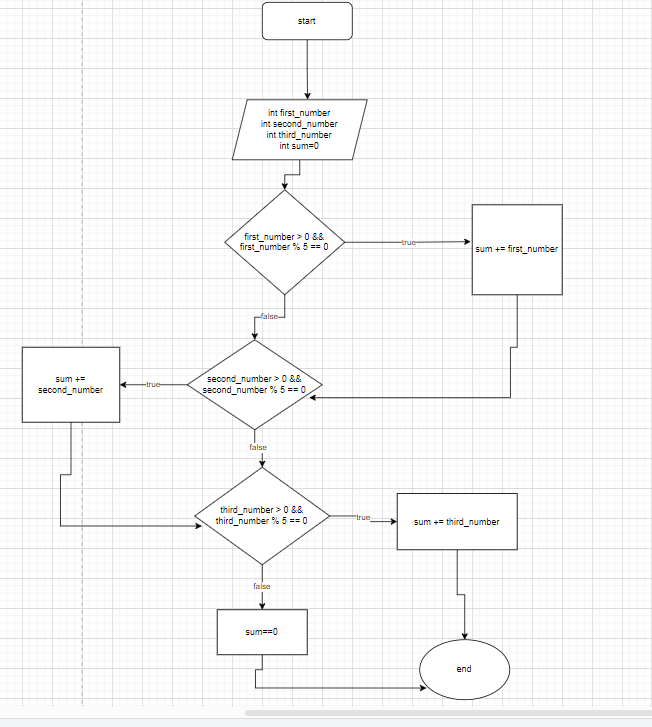 start
int first_number
int second_number
int third_number
int sum=0
first_number > 0 &&
first_number % 5 == 0
true
sum += first_number
false
sum +=
second_number
true
second_number > 0 &&
second_number % 5 == 0
false
third_number > 0 &&
third_number % 5 == 0
true
sum += third_number
false
sum==0
end